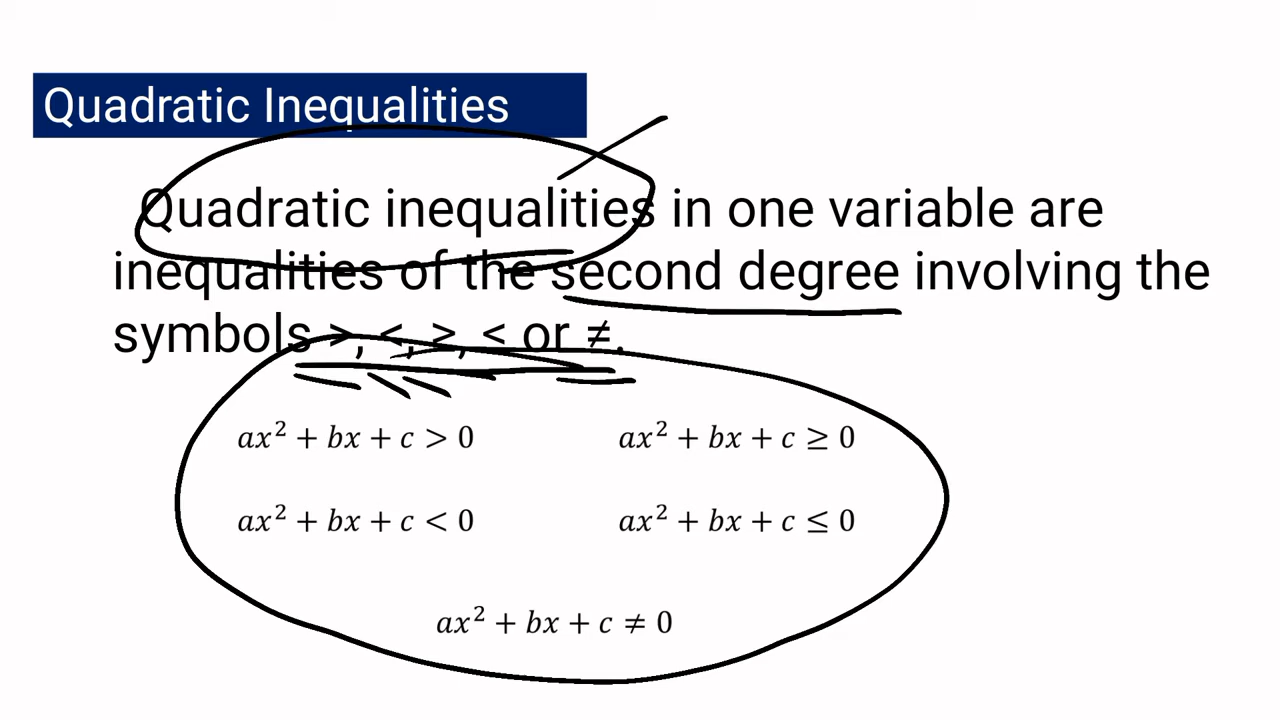 Quadratic Inequalities
Quadratic inequalities in one variable are
inequalities of the second degree involving the
symbols >, <, >, < or ≠.
ax² + bx + c > 0 ax² + bx + c ≥ 0
ax² + bx + c < 0 ax² + bx + c ≤ 0
ax² + bx + c ≠ 0